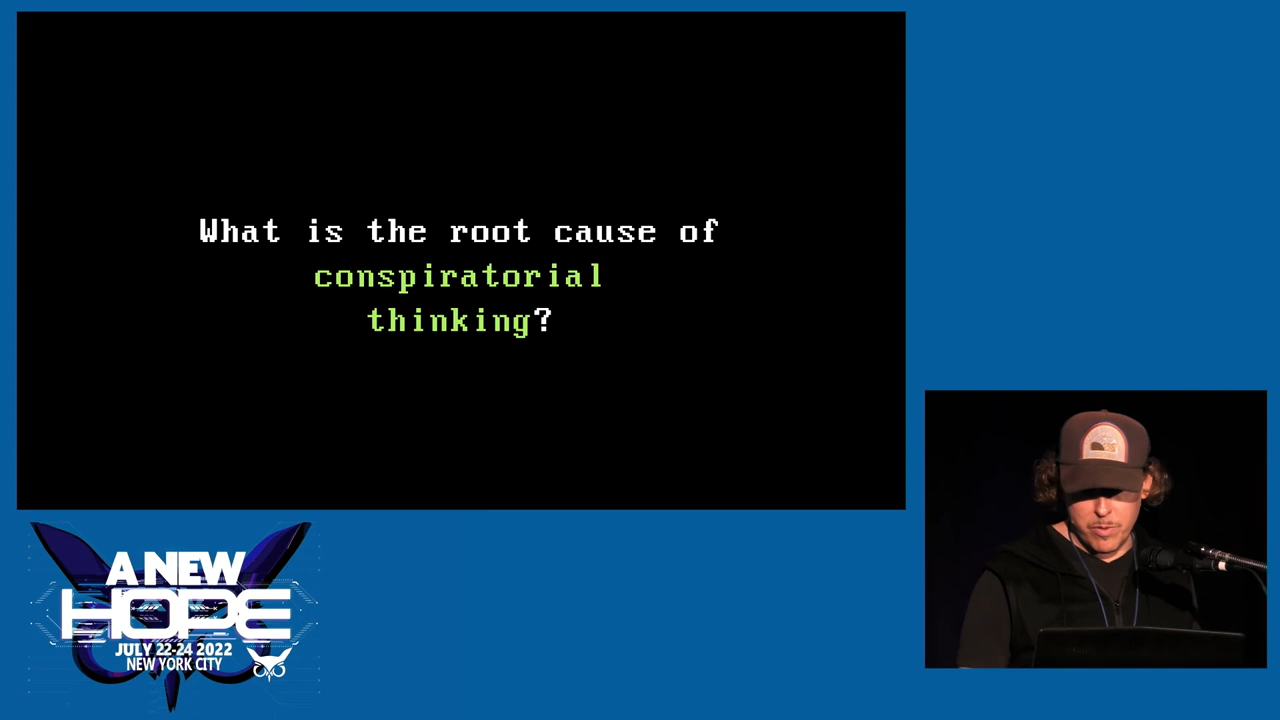 What is the root cause of
conspiratorial
thinking?
A NEW
HOPE
JULY 22-24 2022
NEW YORK CITY